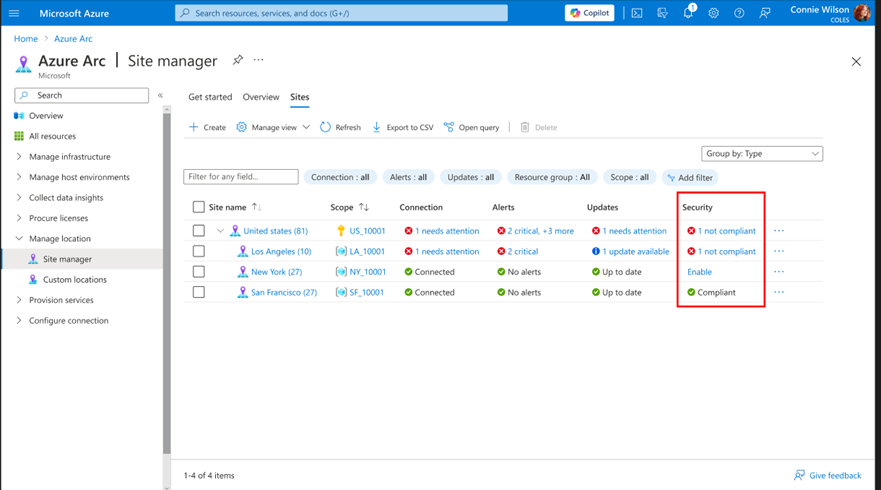 Microsoft Azure
Search resources, services, and docs (G+/)
Copilot
1
Connie Wilson
COLES
Home > Azure Arc
Azure Arc | Site manager
Microsoft
Search
Overview
All resources
Manage infrastructure
Manage host environments
Collect data insights
Procure licenses
Manage location
Site manager
Custom locations
Provision services
Configure connection
Get started Overview Sites
Create Manage view Refresh Export to CSV Open query Delete
Group by: Type
Filter for any field... Connection : all Alerts : all Updates : all Resource group : All Scope : all Add filter
Site name Scope Connection Alerts Updates Security
United states (81) US_10001 1 needs attention 2 critical, +3 more 1 needs attention 1 not compliant
Los Angeles (10) LA_10001 1 needs attention 2 critical 1 update available 1 not compliant
New York (27) NY_10001 Connected No alerts Up to date Enable
San Francisco (27) SF_10001 Connected No alerts Up to date Compliant
1-4 of 4 items
Give feedback